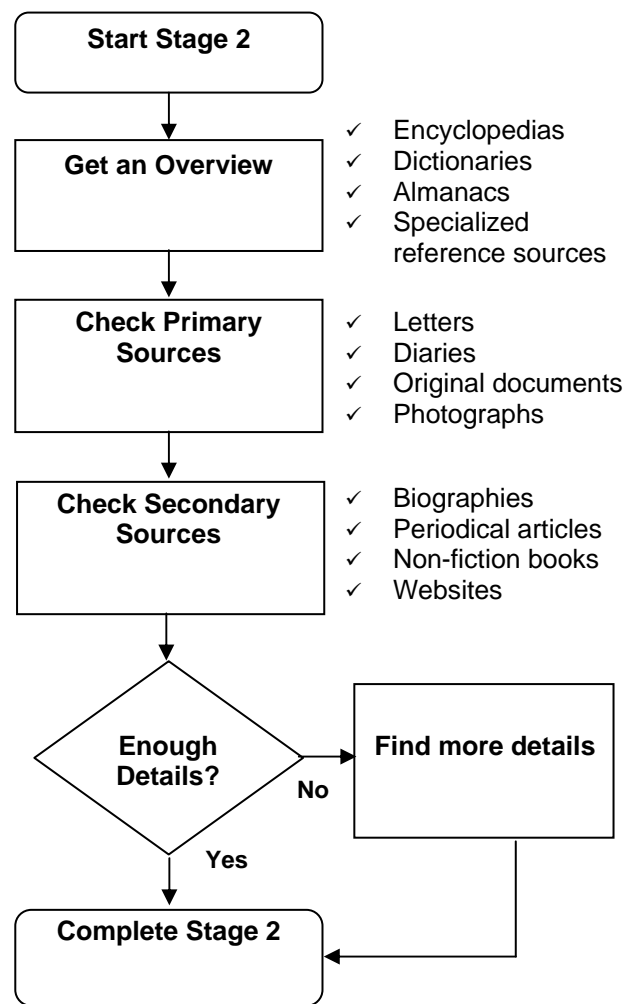 Start Stage 2
Get an Overview
✓ Encyclopedias
✓ Dictionaries
✓ Almanacs
✓ Specialized
reference sources
Check Primary
Sources
✓ Letters
✓ Diaries
✓ Original documents
✓ Photographs
Check Secondary
Sources
✓ Biographies
✓ Periodical articles
✓ Non-fiction books
✓ Websites
Enough
Details?
No
Find more details
Yes
Complete Stage 2